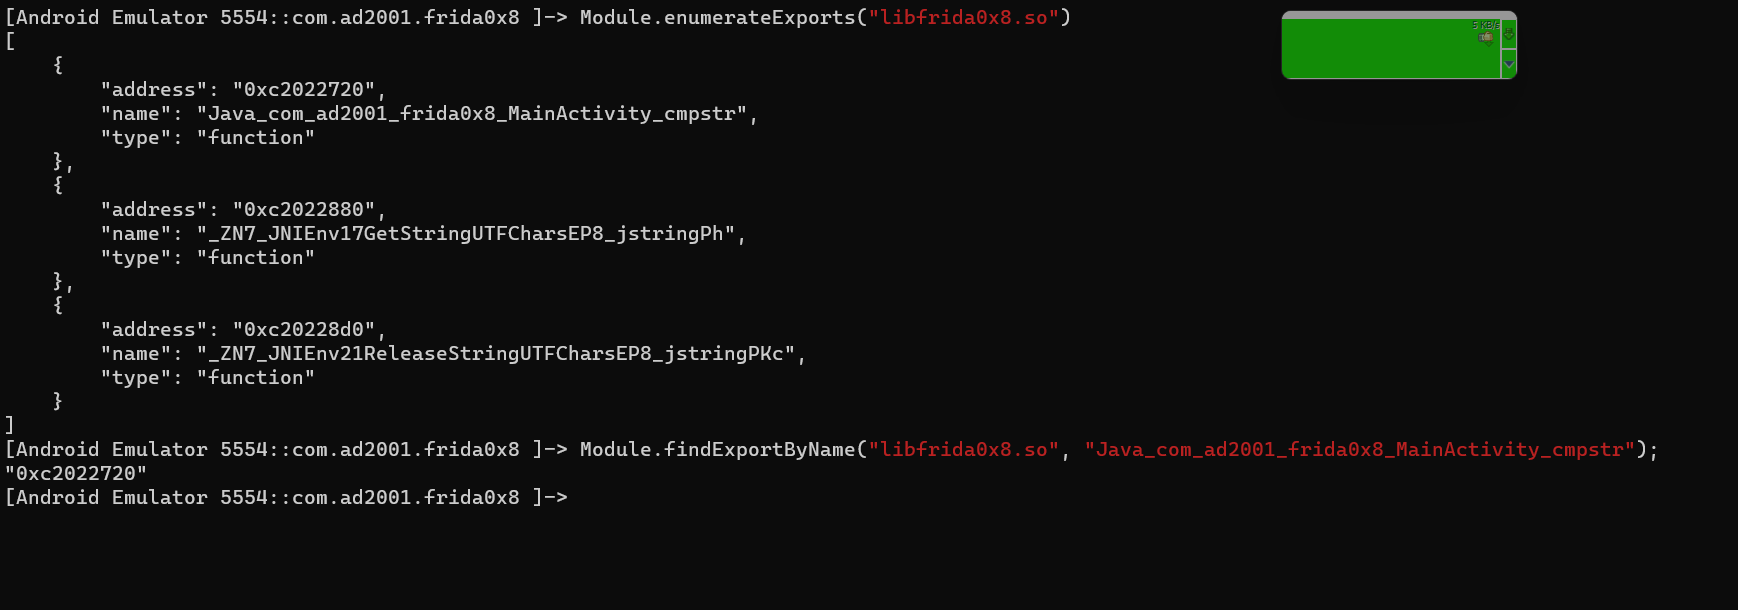 [Android Emulator 5554::com.ad2001.frida0x8 ]-> Module.enumerateExports("libfrida0x8.so")
[
    {
        "address": "0xc2022720",
        "name": "Java_com_ad2001_frida0x8_MainActivity_cmpstr",
        "type": "function"
    },
    {
        "address": "0xc2022880",
        "name": "_ZN7_JNIEnv17GetStringUTFCharsEP8_jstringPh",
        "type": "function"
    },
    {
        "address": "0xc20228d0",
        "name": "_ZN7_JNIEnv21ReleaseStringUTFCharsEP8_jstringPKc",
        "type": "function"
    }
]
[Android Emulator 5554::com.ad2001.frida0x8 ]-> Module.findExportByName("libfrida0x8.so", "Java_com_ad2001_frida0x8_MainActivity_cmpstr");
"0xc2022720"
[Android Emulator 5554::com.ad2001.frida0x8 ]->